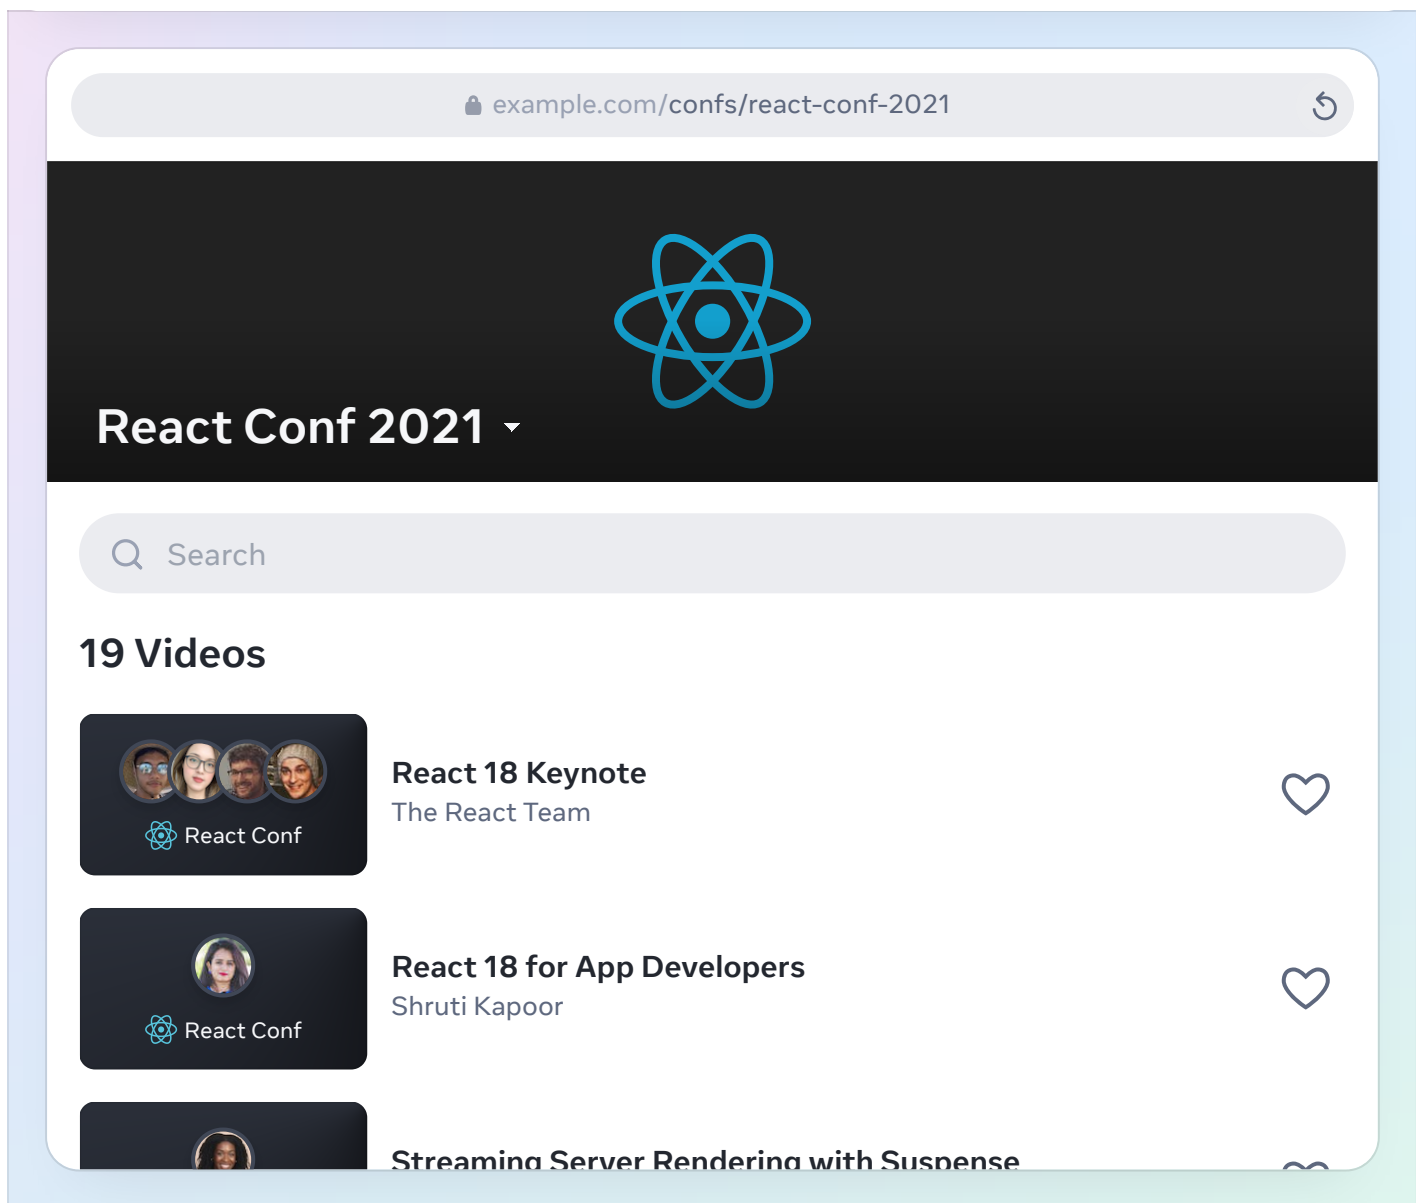 example.com/confs/react-conf-2021
React Conf 2021
Search
19 Videos
React Conf
React 18 Keynote
The React Team
React Conf
React 18 for App Developers
Shruti Kapoor
Streaming Server Rendering with Suspense